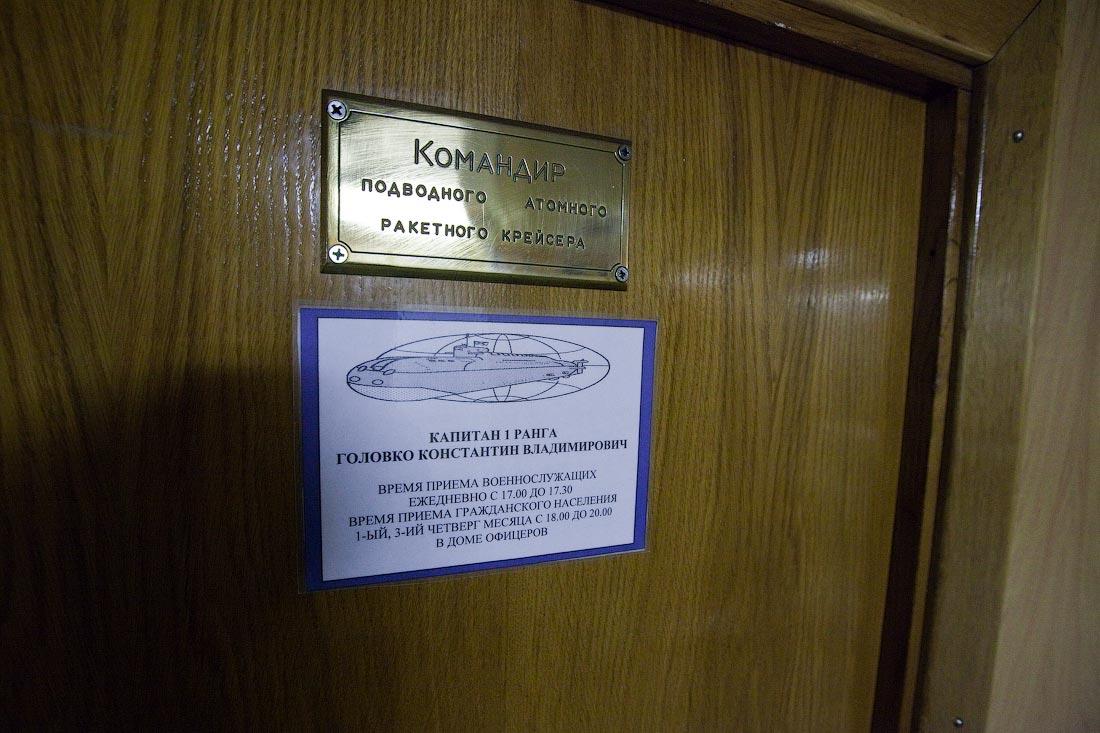 Командир
подводного атомного
ракетного крейсера
КАПИТАН 1 РАНГА
ГОЛОВКО КОНСТАНТИН ВЛАДИМИРОВИЧ
ВРЕМЯ ПРИЕМА ВОЕННОСЛУЖАЩИХ
ЕЖЕДНЕВНО С 17.00 ДО 17.30
ВРЕМЯ ПРИЕМА ГРАЖДАНСКОГО НАСЕЛЕНИЯ
1-ЫЙ, 3-ИЙ ЧЕТВЕРГ МЕСЯЦА С 18.00 ДО 20.00
В ДОМЕ ОФИЦЕРОВ